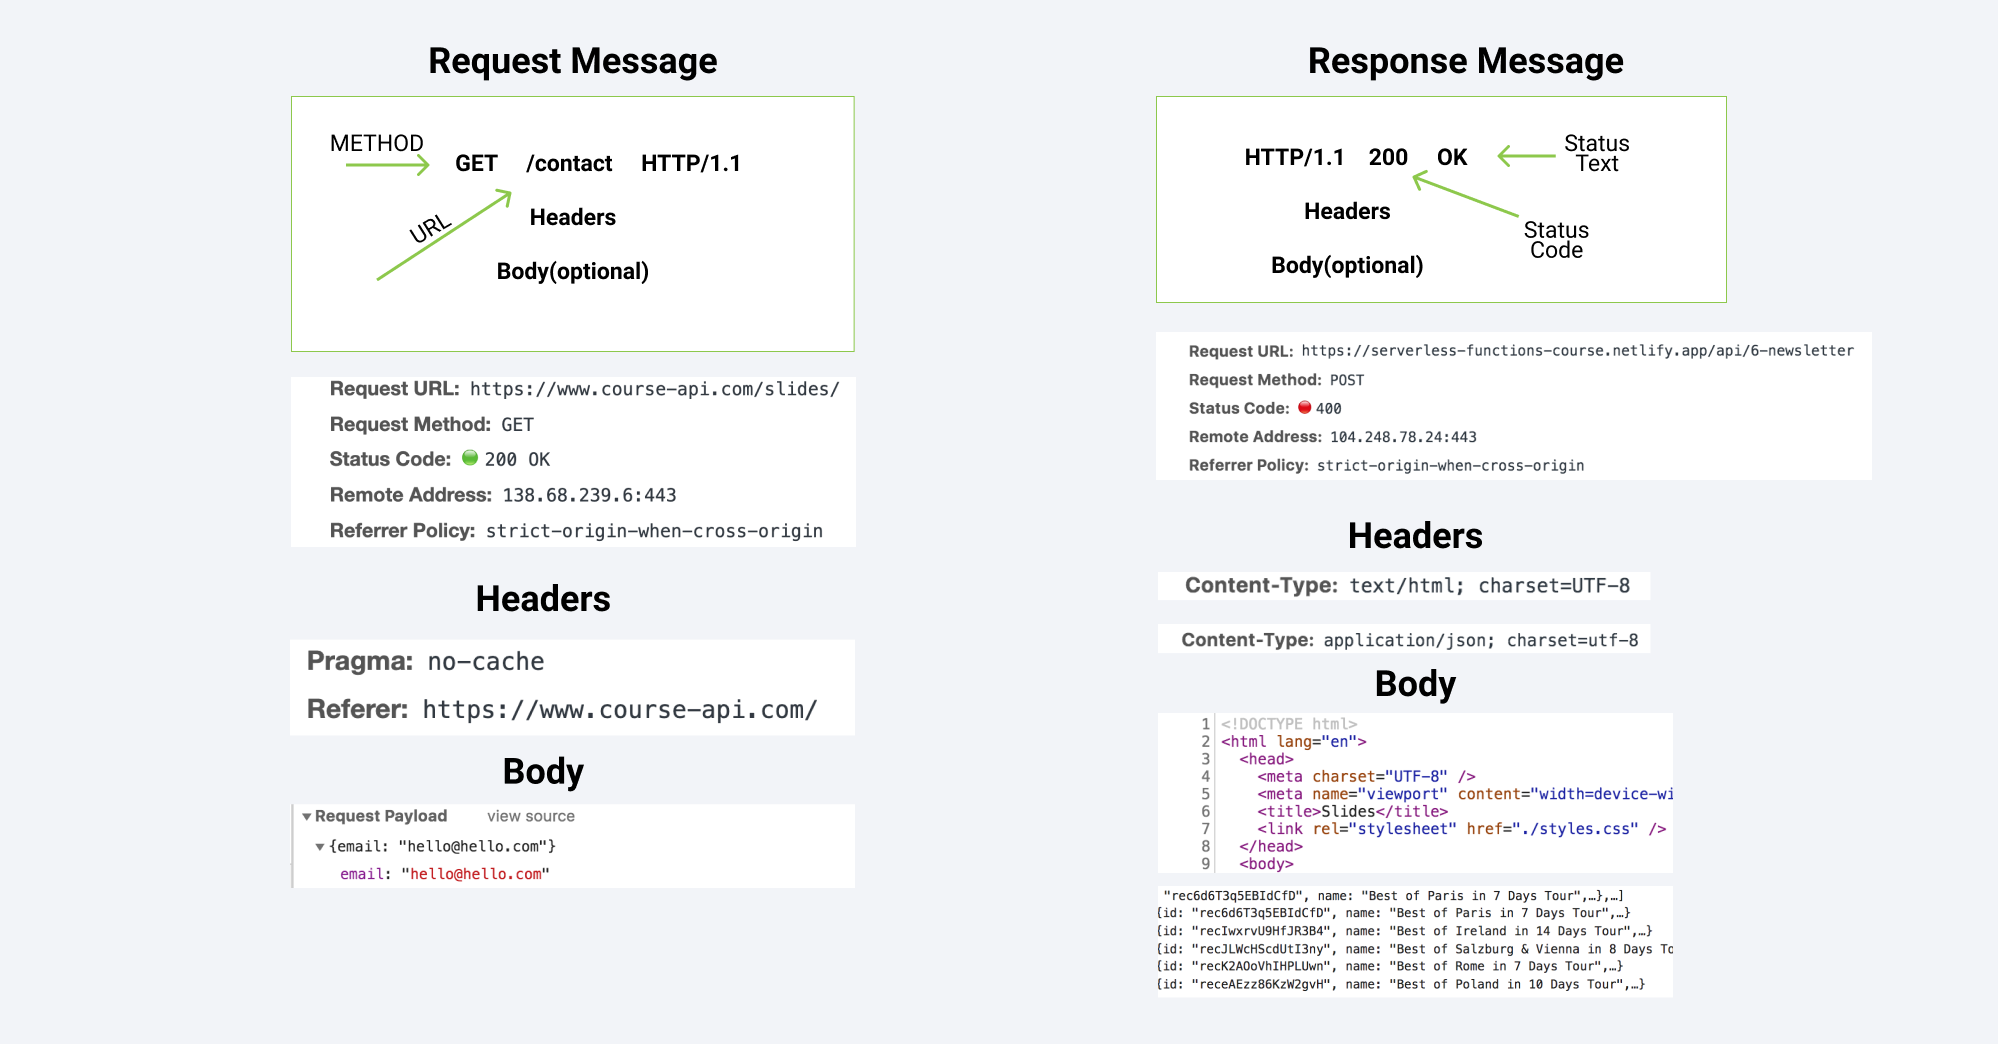 Request Message
METHOD
GET /contact HTTP/1.1
URL
Headers
Body(optional)
Request URL: https://www.course-api.com/slides/
Request Method: GET
Status Code: 200 OK
Remote Address: 138.68.239.6:443
Referrer Policy: strict-origin-when-cross-origin
Headers
Pragma: no-cache
Referer: https://www.course-api.com/
Body
Request Payload view source
{email: "hello@hello.com"}
email: "hello@hello.com"
Response Message
HTTP/1.1 200 OK
Status
Text
Headers
Status
Code
Body(optional)
Request URL: https://serverless-functions-course.netlify.app/api/6-newsletter
Request Method: POST
Status Code: 400
Remote Address: 104.248.78.24:443
Referrer Policy: strict-origin-when-cross-origin
Headers
Content-Type: text/html; charset=UTF-8
Content-Type: application/json; charset=utf-8
Body
1 <!DOCTYPE html>
2 <html lang="en">
3 <head>
4 <meta charset="UTF-8" />
5 <meta name="viewport" content="width=device-wi
6 <title>Slides</title>
7 <link rel="stylesheet" href="./styles.css" />
8 </head>
9 <body>
"rec6d6T3q5EBIdCfD", name: "Best of Paris in 7 Days Tour",…},…]
{id: "rec6d6T3q5EBIdCfD", name: "Best of Paris in 7 Days Tour",…}
{id: "recIwxrvU9HfJR3B4", name: "Best of Ireland in 14 Days Tour",…}
{id: "recJLWcHScdUtI3ny", name: "Best of Salzburg & Vienna in 8 Days To
{id: "recK2AOoVhIHPLUwn", name: "Best of Rome in 7 Days Tour",…}
{id: "receAEzz86KzW2gvH", name: "Best of Poland in 10 Days Tour",…}